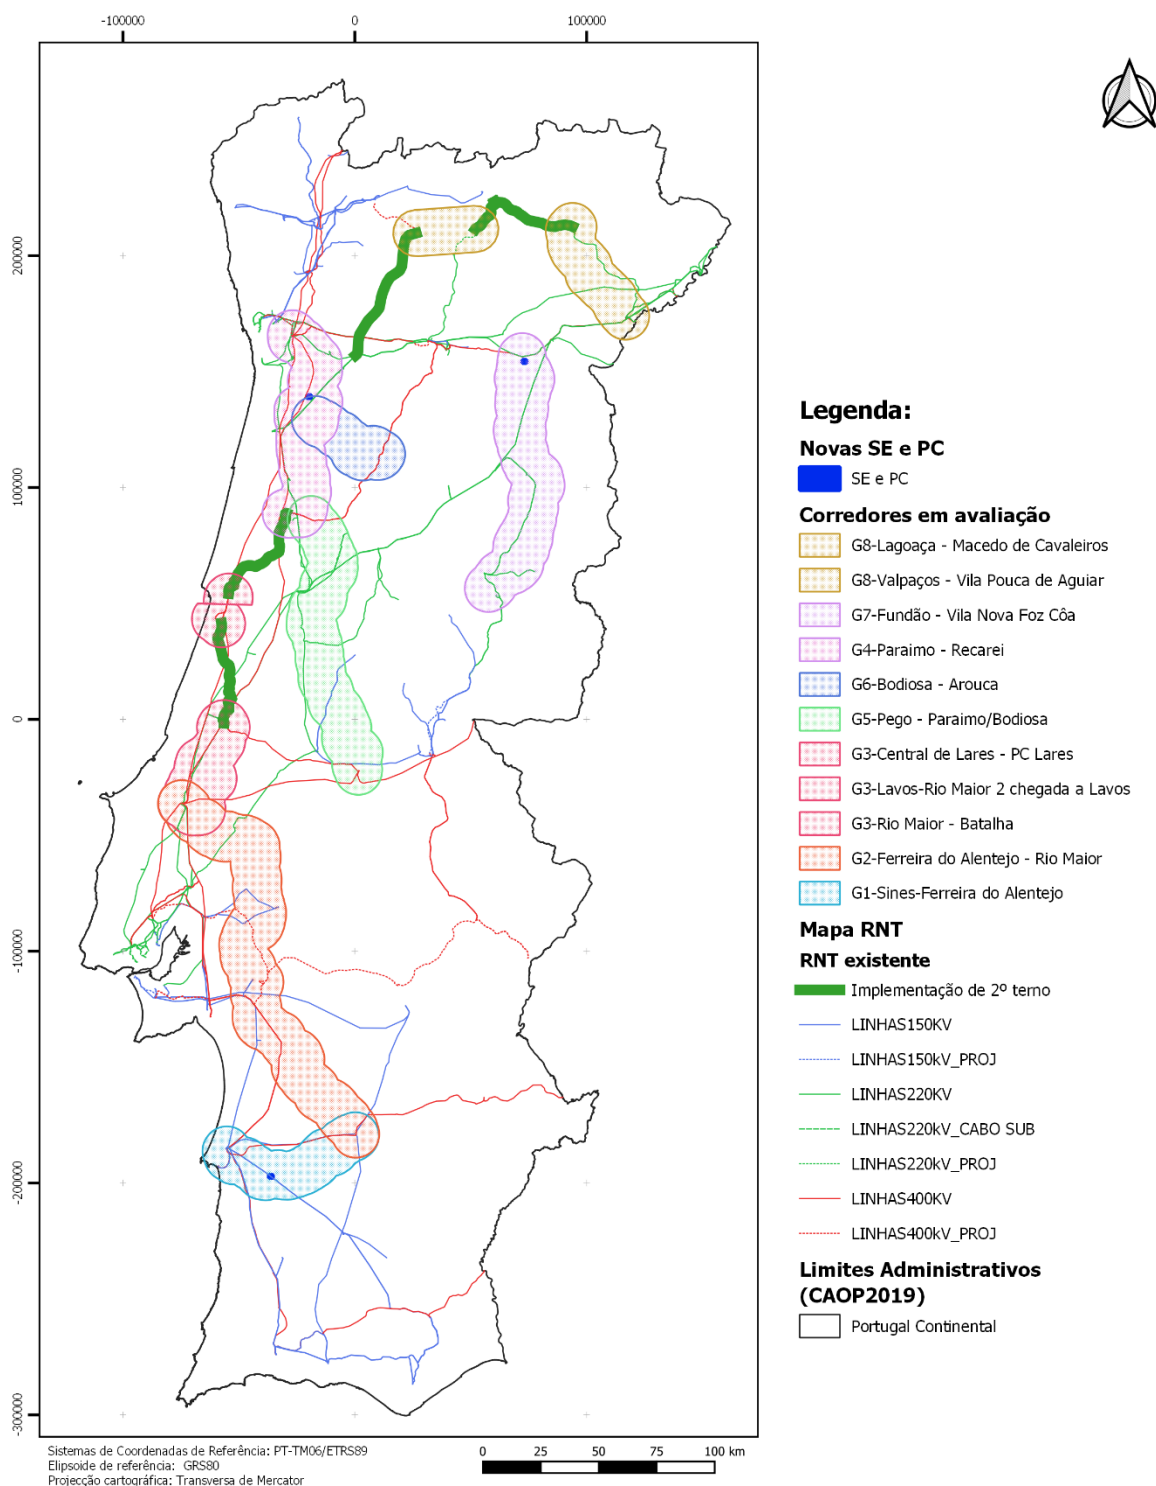 -100000
0
100000
200000
100000
0
-100000
-200000
-300000
Legenda:
Novas SE e PC
SE e PC
Corredores em avaliação
G8-Lagoaça - Macedo de Cavaleiros
G8-Valpaços - Vila Pouca de Aguiar
G7-Fundão - Vila Nova Foz Côa
G4-Paraimo - Recarei
G6-Bodiosa - Arouca
G5-Pego - Paraimo/Bodiosa
G3-Central de Lares - PC Lares
G3-Lavos-Rio Maior 2 chegada a Lavos
G3-Rio Maior - Batalha
G2-Ferreira do Alentejo - Rio Maior
G1-Sines-Ferreira do Alentejo
Mapa RNT
RNT existente
Implementação de 2º terno
LINHAS150KV
LINHAS150kV_PROJ
LINHAS220KV
LINHAS220kV_CABO SUB
LINHAS220kV_PROJ
LINHAS400KV
LINHAS400kV_PROJ
Limites Administrativos
(CAOP2019)
Portugal Continental
Sistemas de Coordenadas de Referência: PT-TM06/ETRS89
Elipsoide de referência: GRS80
Projecção cartográfica: Transversa de Mercator
0 25 50 75 100 km